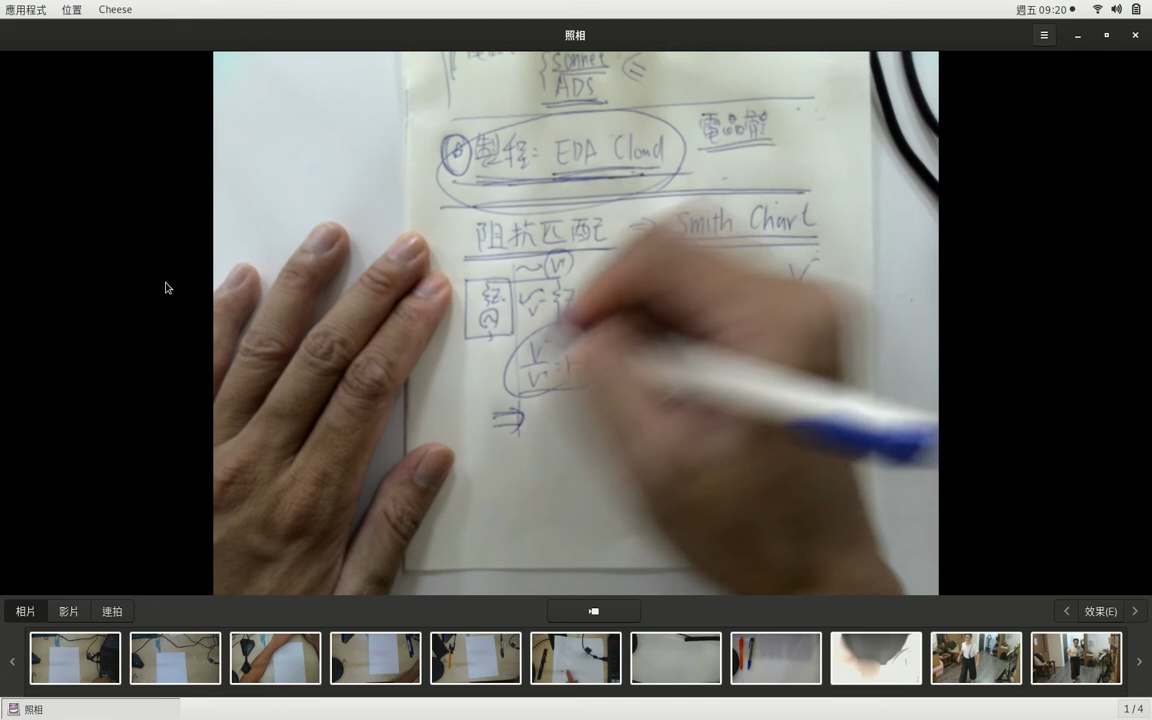 應用程式 位置 Cheese 週五 09:20
照相
Sonnet
ADS
製程: EDA Cloud
電晶體
阻抗匹配 ⇒ Smith Chart
~ V⁺
V⁻
V⁻
V⁻
V⁺
⇒
相片 影片 連拍 效果(E)
照相 1 / 4